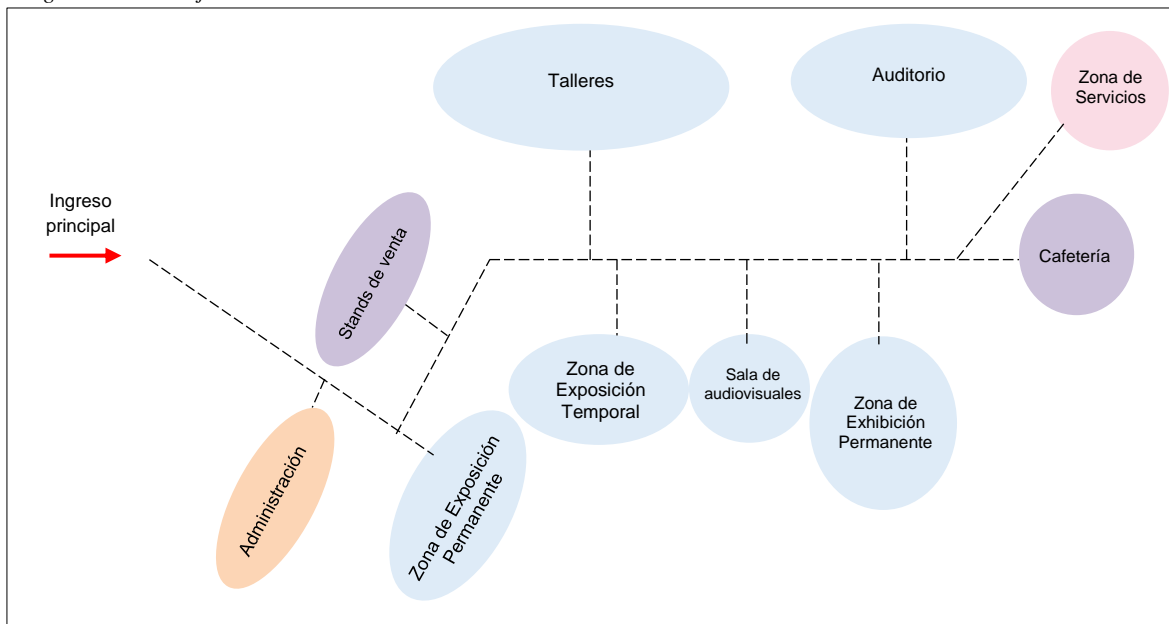 Talleres
Auditorio
Zona de
Servicios
Ingreso
principal
Stands de venta
Cafetería
Zona de
Exposición
Temporal
Sala de
audiovisuales
Zona de
Exhibición
Permanente
Administración
Zona de Exposición
Permanente